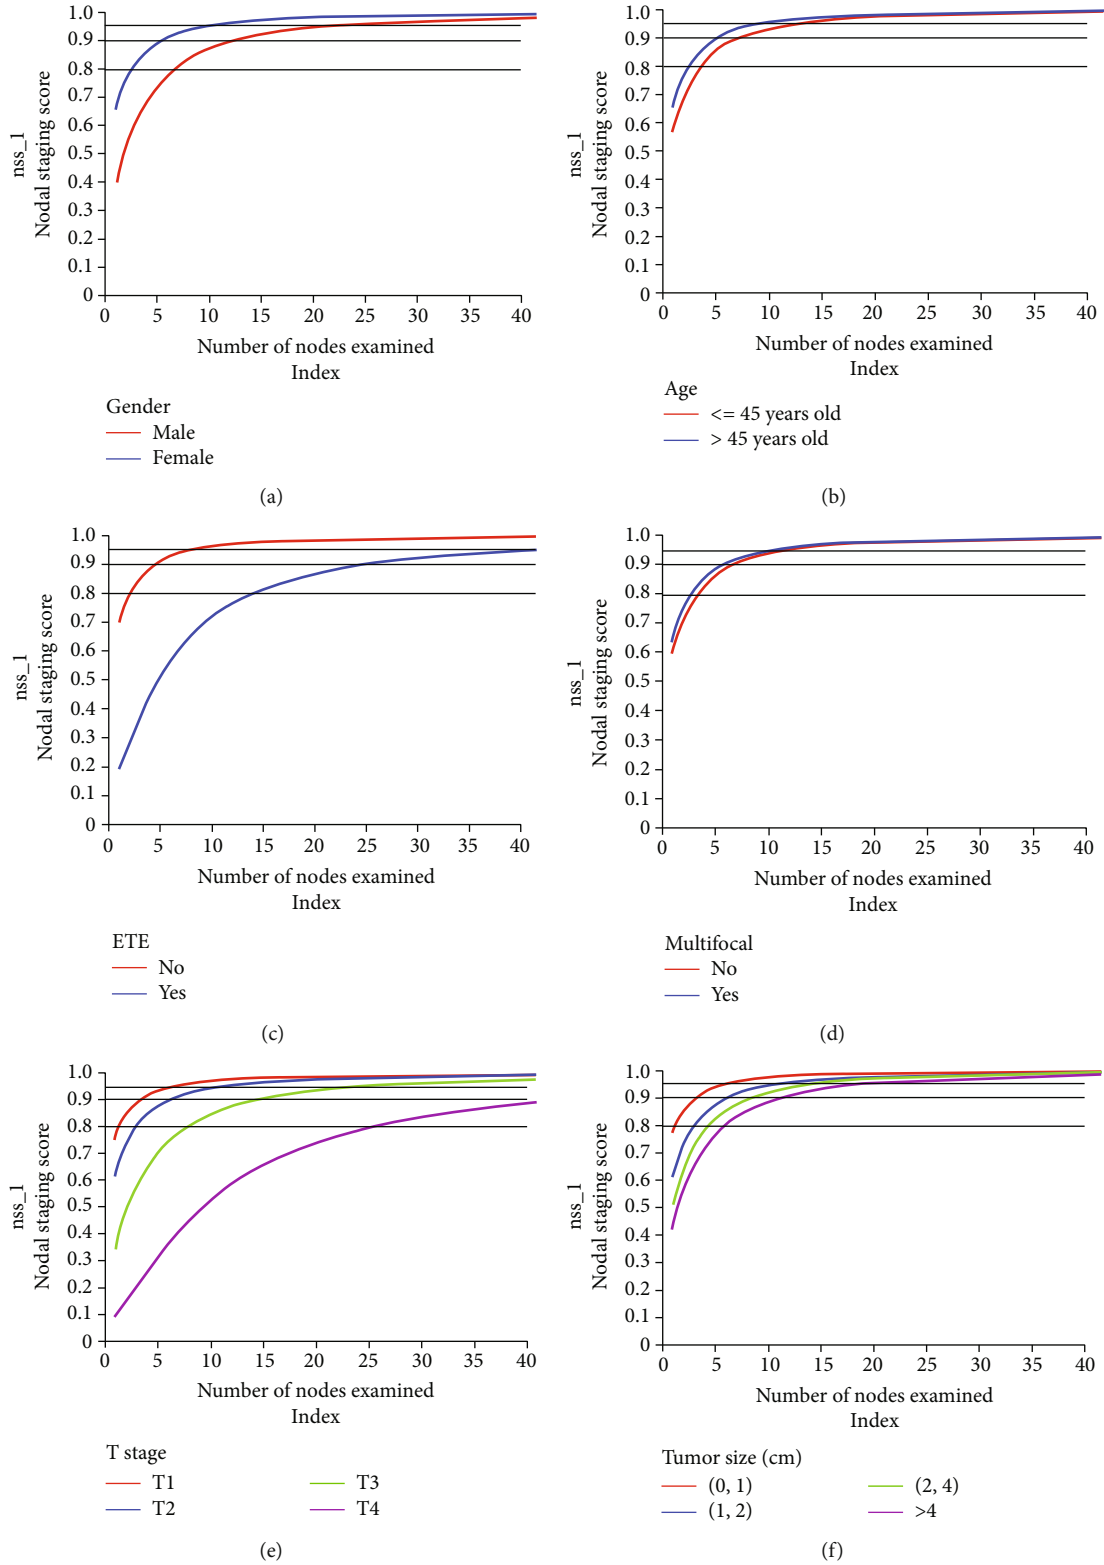 1.0
0.9
0.8
0.7
0.6
0.5
0.4
0.3
0.2
0.1
0
nss_1
Nodal staging score
0 5 10 15 20 25 30 35 40
Number of nodes examined
Index
Gender
Male
Female
(a)
1.0
0.9
0.8
0.7
0.6
0.5
0.4
0.3
0.2
0.1
0
nss_1
Nodal staging score
0 5 10 15 20 25 30 35 40
Number of nodes examined
Index
Age
<= 45 years old
> 45 years old
(b)
1.0
0.9
0.8
0.7
0.6
0.5
0.4
0.3
0.2
0.1
0
nss_1
Nodal staging score
0 5 10 15 20 25 30 35 40
Number of nodes examined
Index
ETE
No
Yes
(c)
1.0
0.9
0.8
0.7
0.6
0.5
0.4
0.3
0.2
0.1
0
nss_1
Nodal staging score
0 5 10 15 20 25 30 35 40
Number of nodes examined
Index
Multifocal
No
Yes
(d)
1.0
0.9
0.8
0.7
0.6
0.5
0.4
0.3
0.2
0.1
0
nss_1
Nodal staging score
0 5 10 15 20 25 30 35 40
Number of nodes examined
Index
T stage
T1 T3
T2 T4
(e)
1.0
0.9
0.8
0.7
0.6
0.5
0.4
0.3
0.2
0.1
0
nss_1
Nodal staging score
0 5 10 15 20 25 30 35 40
Number of nodes examined
Index
Tumor size (cm)
(0, 1) (2, 4)
(1, 2) >4
(f)